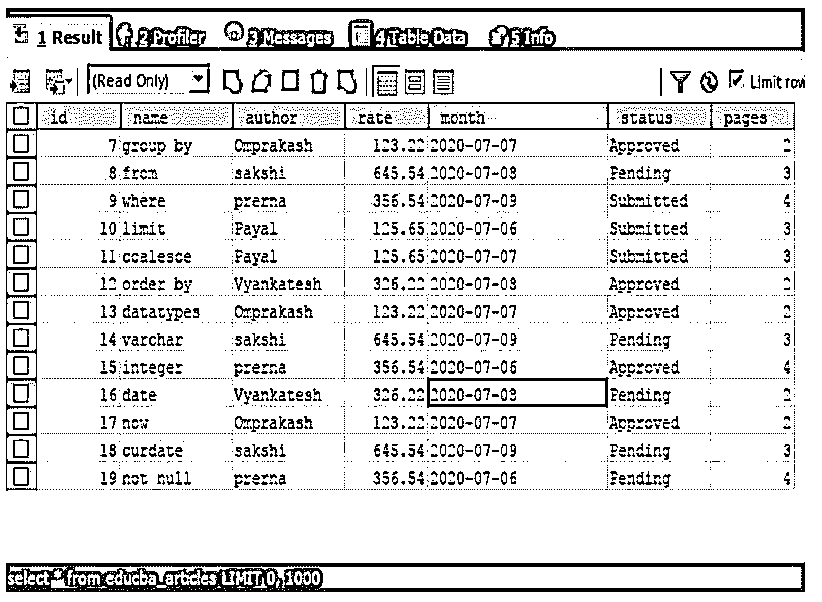 1 Result 2 Profiler 3 Messages 4 Table Data 5 Info
(Read Only) Limit row
id name author rate month status pages
7 group by Omprakash 123.22 2020-07-07 Approved 2
8 from sakshi 645.54 2020-07-08 Pending 3
9 where prerna 356.54 2020-07-09 Submitted 4
10 limit Payal 125.65 2020-07-06 Submitted 3
11 coalesce Payal 125.65 2020-07-07 Submitted 3
12 order by Vyankatesh 326.22 2020-07-08 Approved 2
13 datatypes Omprakash 123.22 2020-07-07 Approved 2
14 varchar sakshi 645.54 2020-07-09 Pending 3
15 integer prerna 356.54 2020-07-06 Approved 4
16 date Vyankatesh 326.22 2020-07-08 Pending 2
17 now Omprakash 123.22 2020-07-07 Approved 2
18 curdate sakshi 645.54 2020-07-09 Pending 3
19 not null prerna 356.54 2020-07-06 Pending 4
select * from educba_articles LIMIT 0, 1000